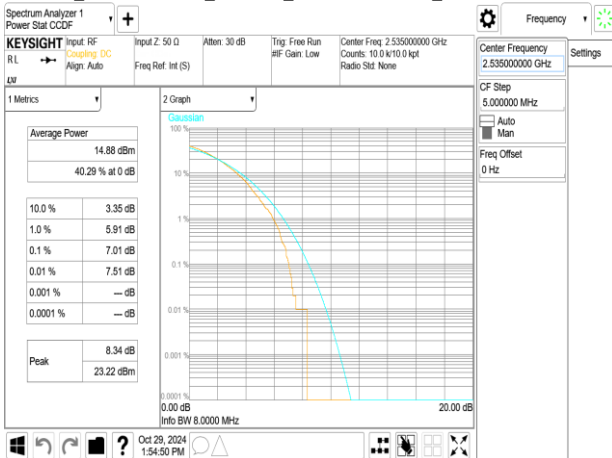 Spectrum Analyzer 1
Power Stat CCDF
+
Frequency
KEYSIGHT
RL
Input: RF
Coupling: DC
Align: Auto
Input Z: 50 Ω
Freq Ref: Int (S)
Atten: 30 dB
Trig: Free Run
#IF Gain: Low
Center Freq: 2.535000000 GHz
Counts: 10.0 k/10.0 kpt
Radio Std: None
LXI
Center Frequency
2.535000000 GHz
Settings
CF Step
5.000000 MHz
Auto
Man
Freq Offset
0 Hz
1 Metrics
Average Power
14.88 dBm
40.29 % at 0 dB
10.0 % 3.35 dB
1.0 % 5.91 dB
0.1 % 7.01 dB
0.01 % 7.51 dB
0.001 % --- dB
0.0001 % --- dB
Peak
8.34 dB
23.22 dBm
2 Graph
Gaussian
100 %
10 %
1 %
0.1 %
0.01 %
0.001 %
0.0001 %
0.00 dB 20.00 dB
Info BW 8.0000 MHz
?
Oct 29, 2024
1:54:50 PM